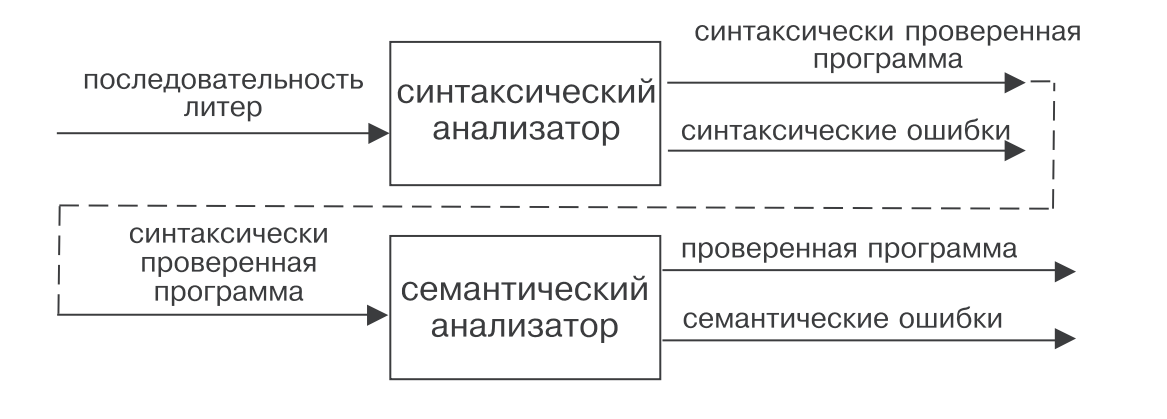 последовательность
литер
синтаксический
анализатор
синтаксически проверенная
программа
синтаксические ошибки
синтаксически
проверенная
программа
семантический
анализатор
проверенная программа
семантические ошибки